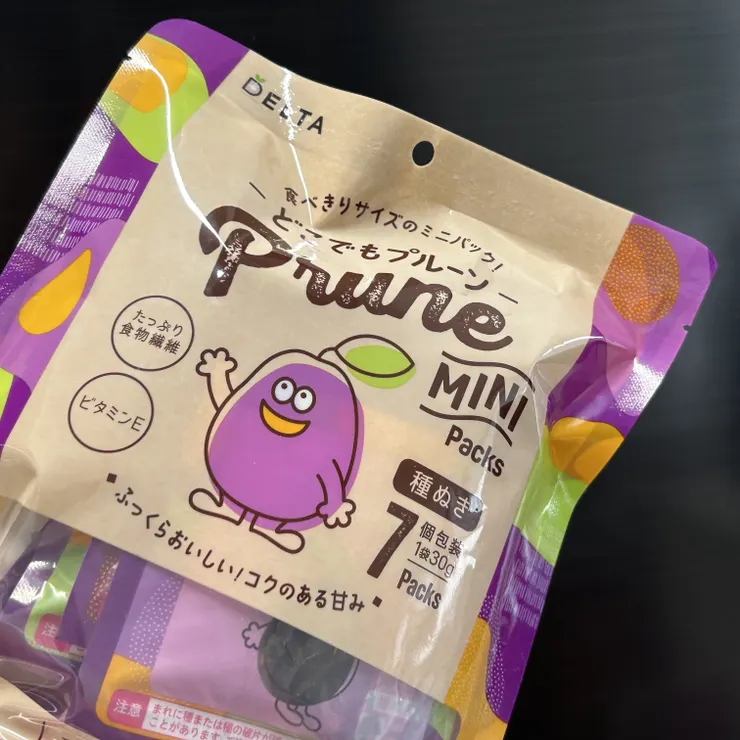 DELTA
食べきりサイズのミニパック!
どこでもプルーン
Prune
MINI
Packs
たっぷり
食物繊維
ビタミンE
種ぬき
7
個包装
1袋30g
Packs
ふっくらおいしい!コクのある甘み
注意
まれに種または種の破片が
ことがあります。